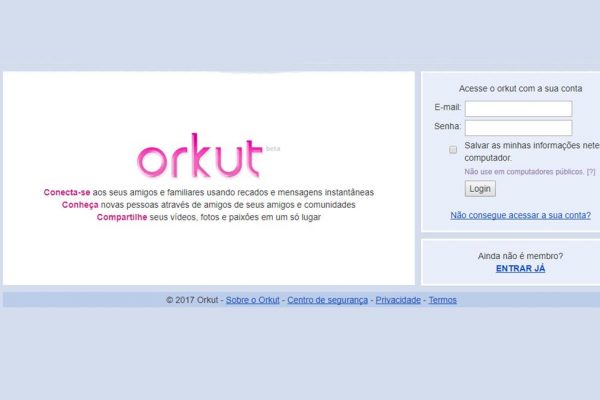 orkut beta
Conecta-se aos seus amigos e familiares usando recados e mensagens instantâneas
Conheça novas pessoas através de amigos de seus amigos e comunidades
Compartilhe seus vídeos, fotos e paixões em um só lugar
Acesse o orkut com a sua conta
E-mail:
Senha:
Salvar as minhas informações nete
computador.
Não use em computadores públicos. [?]
Login
Não consegue acessar a sua conta?
Ainda não é membro?
ENTRAR JÁ
© 2017 Orkut - Sobre o Orkut - Centro de segurança - Privacidade - Termos